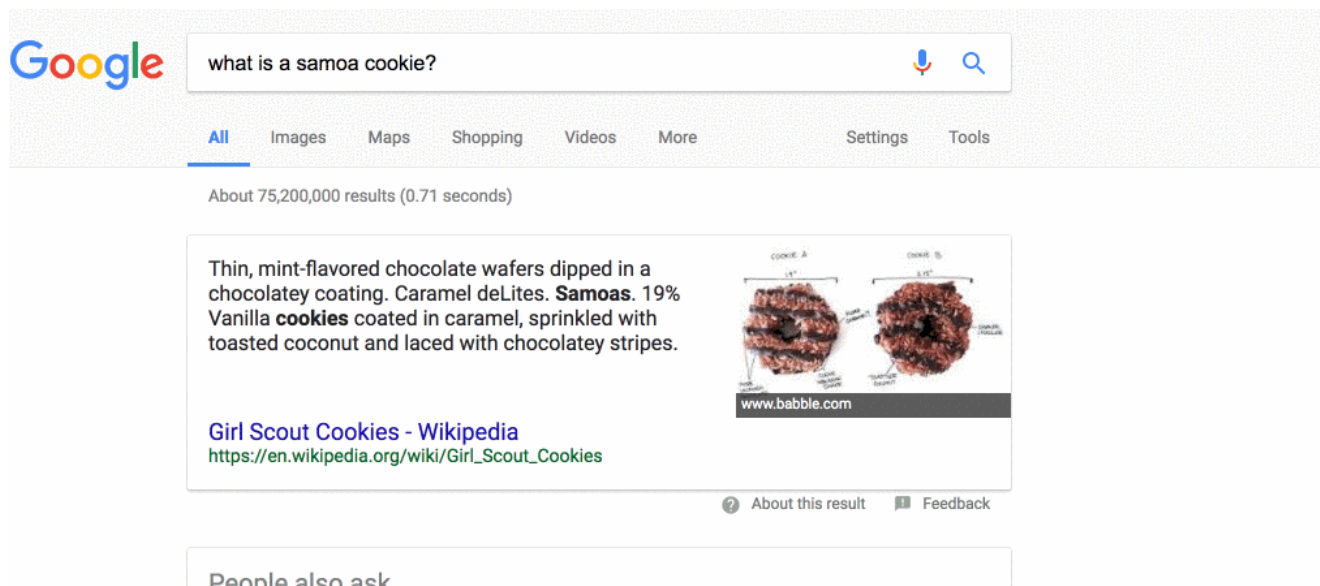 Google
what is a samoa cookie?
All Images Maps Shopping Videos More Settings Tools
About 75,200,000 results (0.71 seconds)
Thin, mint-flavored chocolate wafers dipped in a
chocolatey coating. Caramel deLites. Samoas. 19%
Vanilla cookies coated in caramel, sprinkled with
toasted coconut and laced with chocolatey stripes.
COOKIE A COOKIE B
www.babble.com
Girl Scout Cookies - Wikipedia
https://en.wikipedia.org/wiki/Girl_Scout_Cookies
About this result Feedback
People also ask